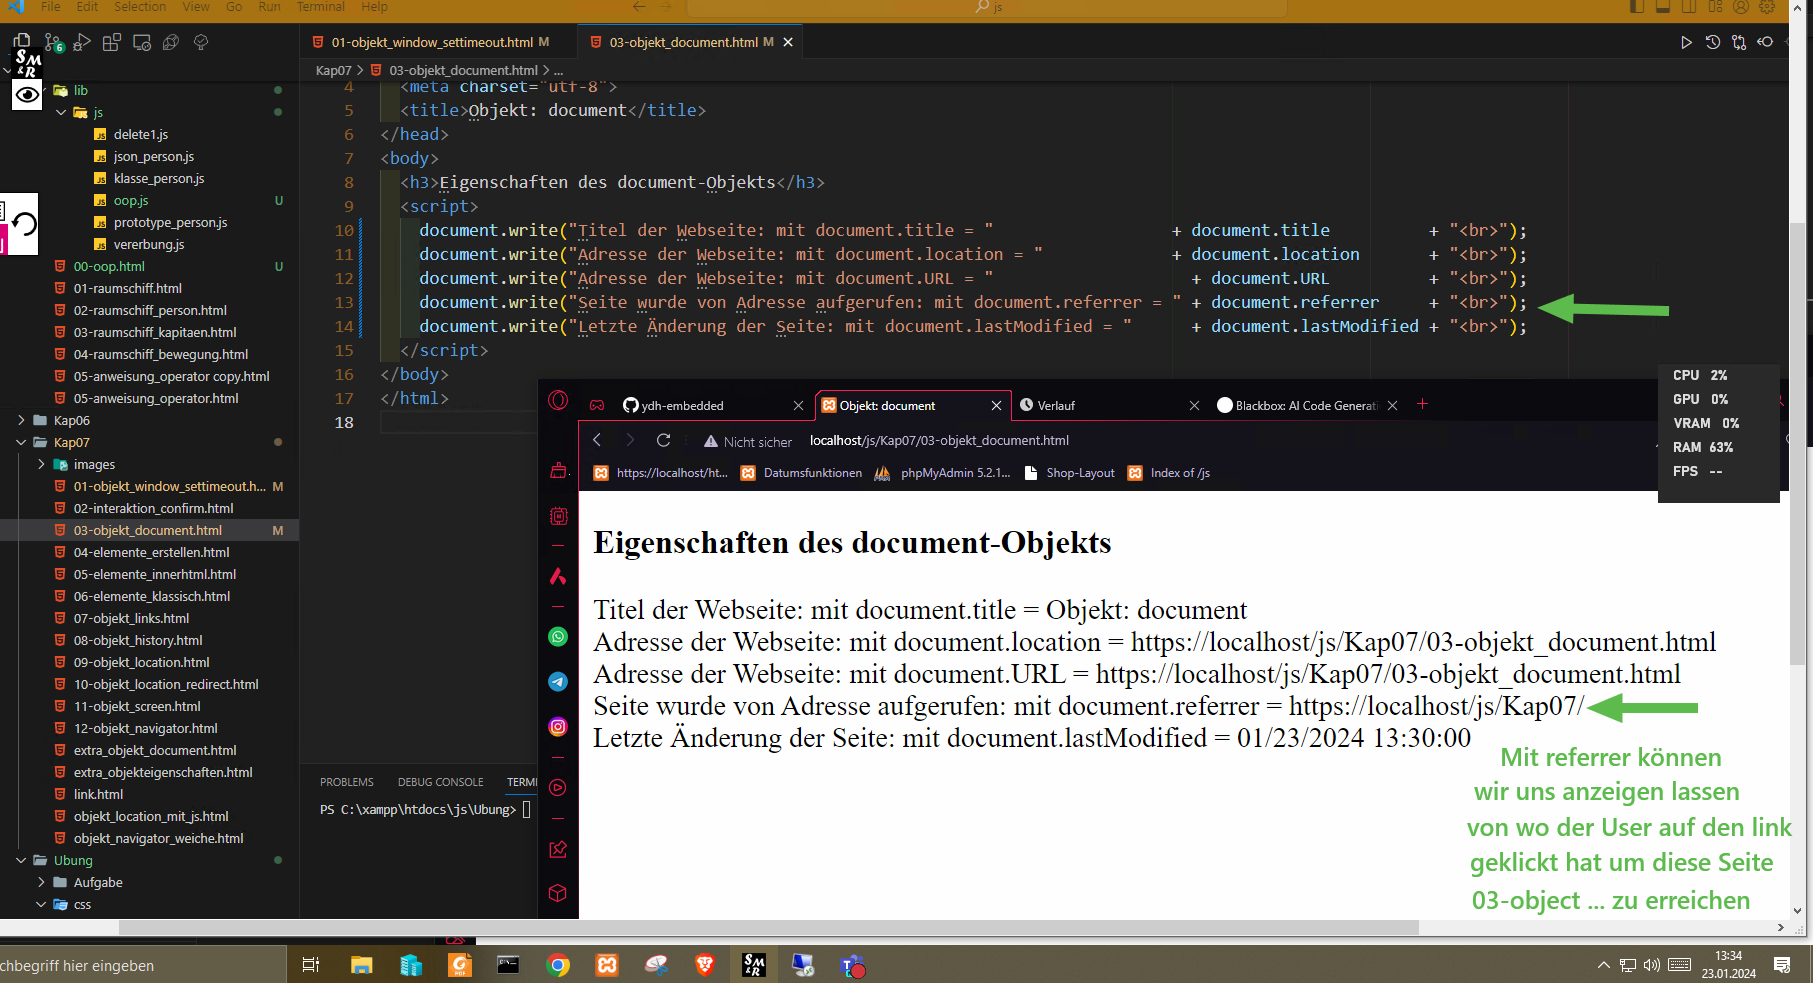 File Edit Selection View Go Run Terminal Help
js
01-objekt_window_settimeout.html M
03-objekt_document.html M
Kap07 > 03-objekt_document.html > ...
6
SM
&R
lib
js
delete1.js
json_person.js
klasse_person.js
oop.js U
prototype_person.js
vererbung.js
00-oop.html U
01-raumschiff.html
02-raumschiff_person.html
03-raumschiff_kapitaen.html
04-raumschiff_bewegung.html
05-anweisung_operator copy.html
05-anweisung_operator.html
Kap06
Kap07
images
01-objekt_window_settimeout.h... M
02-interaktion_confirm.html
03-objekt_document.html M
04-elemente_erstellen.html
05-elemente_innerhtml.html
06-elemente_klassisch.html
07-objekt_links.html
08-objekt_history.html
09-objekt_location.html
10-objekt_location_redirect.html
11-objekt_screen.html
12-objekt_navigator.html
extra_objekt_document.html
extra_objekteigenschaften.html
link.html
objekt_location_mit_js.html
objekt_navigator_weiche.html
Ubung
Aufgabe
css
4 <meta charset="utf-8">
5 <title>Objekt: document</title>
6 </head>
7 <body>
8 <h3>Eigenschaften des document-Objekts</h3>
9 <script>
10 document.write("Titel der Webseite: mit document.title = " + document.title + "<br>");
11 document.write("Adresse der Webseite: mit document.location = " + document.location + "<br>");
12 document.write("Adresse der Webseite: mit document.URL = " + document.URL + "<br>");
13 document.write("Seite wurde von Adresse aufgerufen: mit document.referrer = " + document.referrer + "<br>");
14 document.write("Letzte Änderung der Seite: mit document.lastModified = " + document.lastModified + "<br>");
15 </script>
16 </body>
17 </html>
18
PROBLEMS DEBUG CONSOLE TERM
PS C:\xampp\htdocs\js\Ubung>
CPU 2%
GPU 0%
VRAM 0%
RAM 63%
FPS --
ydh-embedded
Objekt: document
Verlauf
Blackbox: AI Code Generati
Nicht sicher localhost/js/Kap07/03-objekt_document.html
https://localhost/ht... Datumsfunktionen phpMyAdmin 5.2.1... Shop-Layout Index of /js
Eigenschaften des document-Objekts
Titel der Webseite: mit document.title = Objekt: document
Adresse der Webseite: mit document.location = https://localhost/js/Kap07/03-objekt_document.html
Adresse der Webseite: mit document.URL = https://localhost/js/Kap07/03-objekt_document.html
Seite wurde von Adresse aufgerufen: mit document.referrer = https://localhost/js/Kap07/
Letzte Änderung der Seite: mit document.lastModified = 01/23/2024 13:30:00
Mit referrer können
wir uns anzeigen lassen
von wo der User auf den link
geklickt hat um diese Seite
03-object ... zu erreichen
chbegriff hier eingeben
SM
&R
13:34
23.01.2024